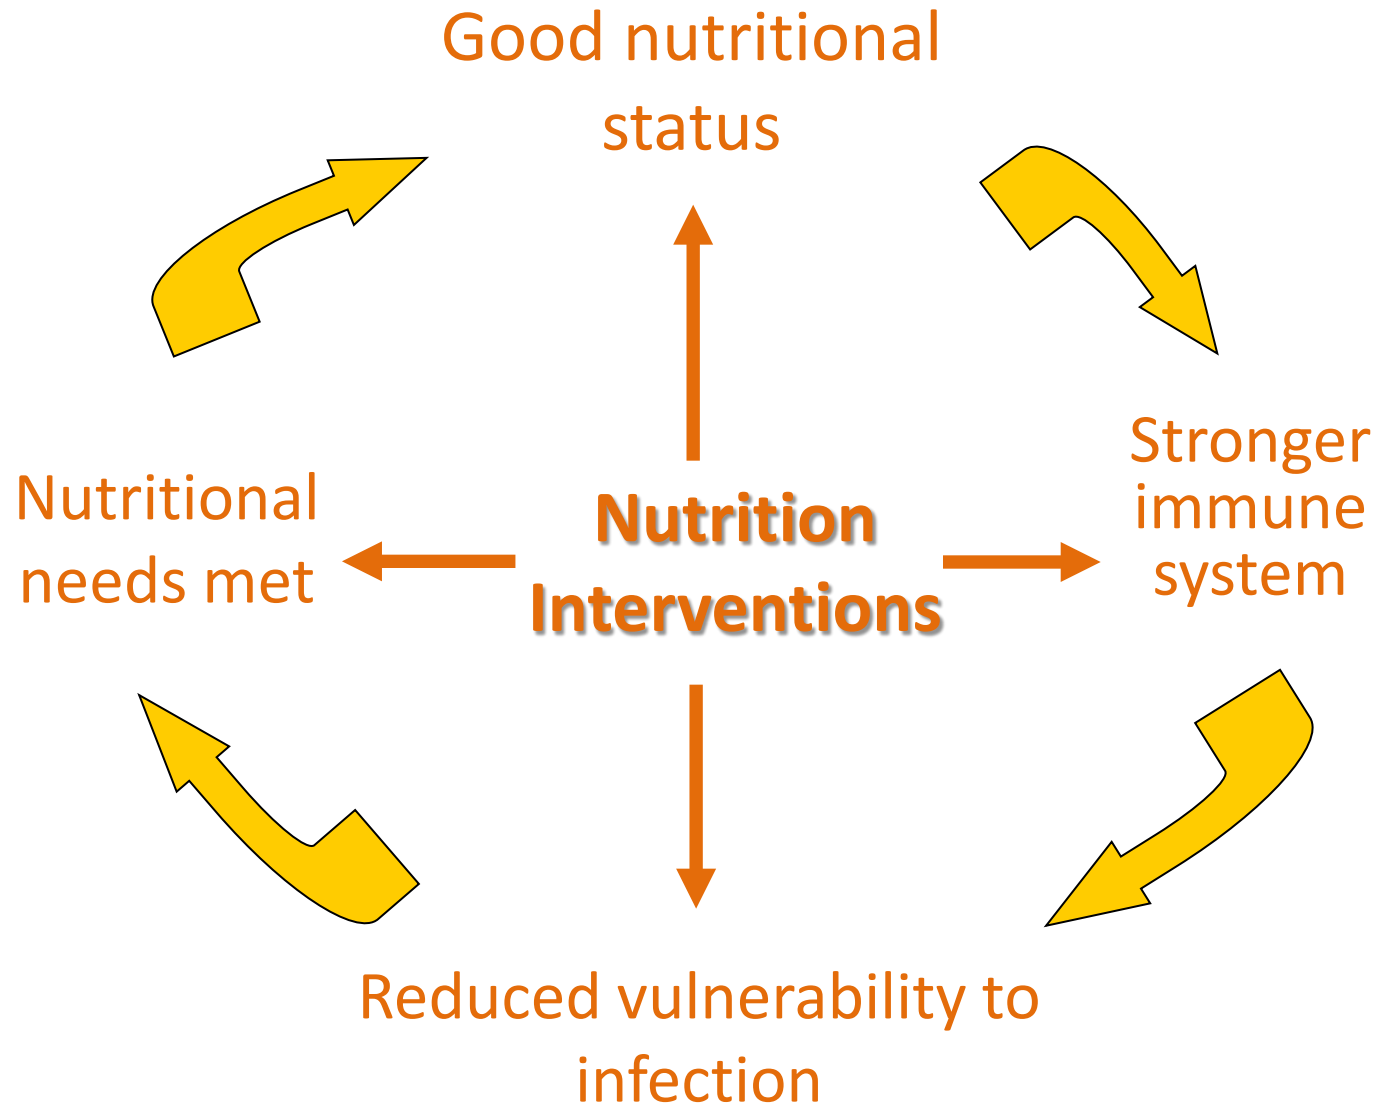 Good nutritional
status
Stronger
immune
system
Nutritional
needs met
Nutrition
Interventions
Reduced vulnerability to
infection